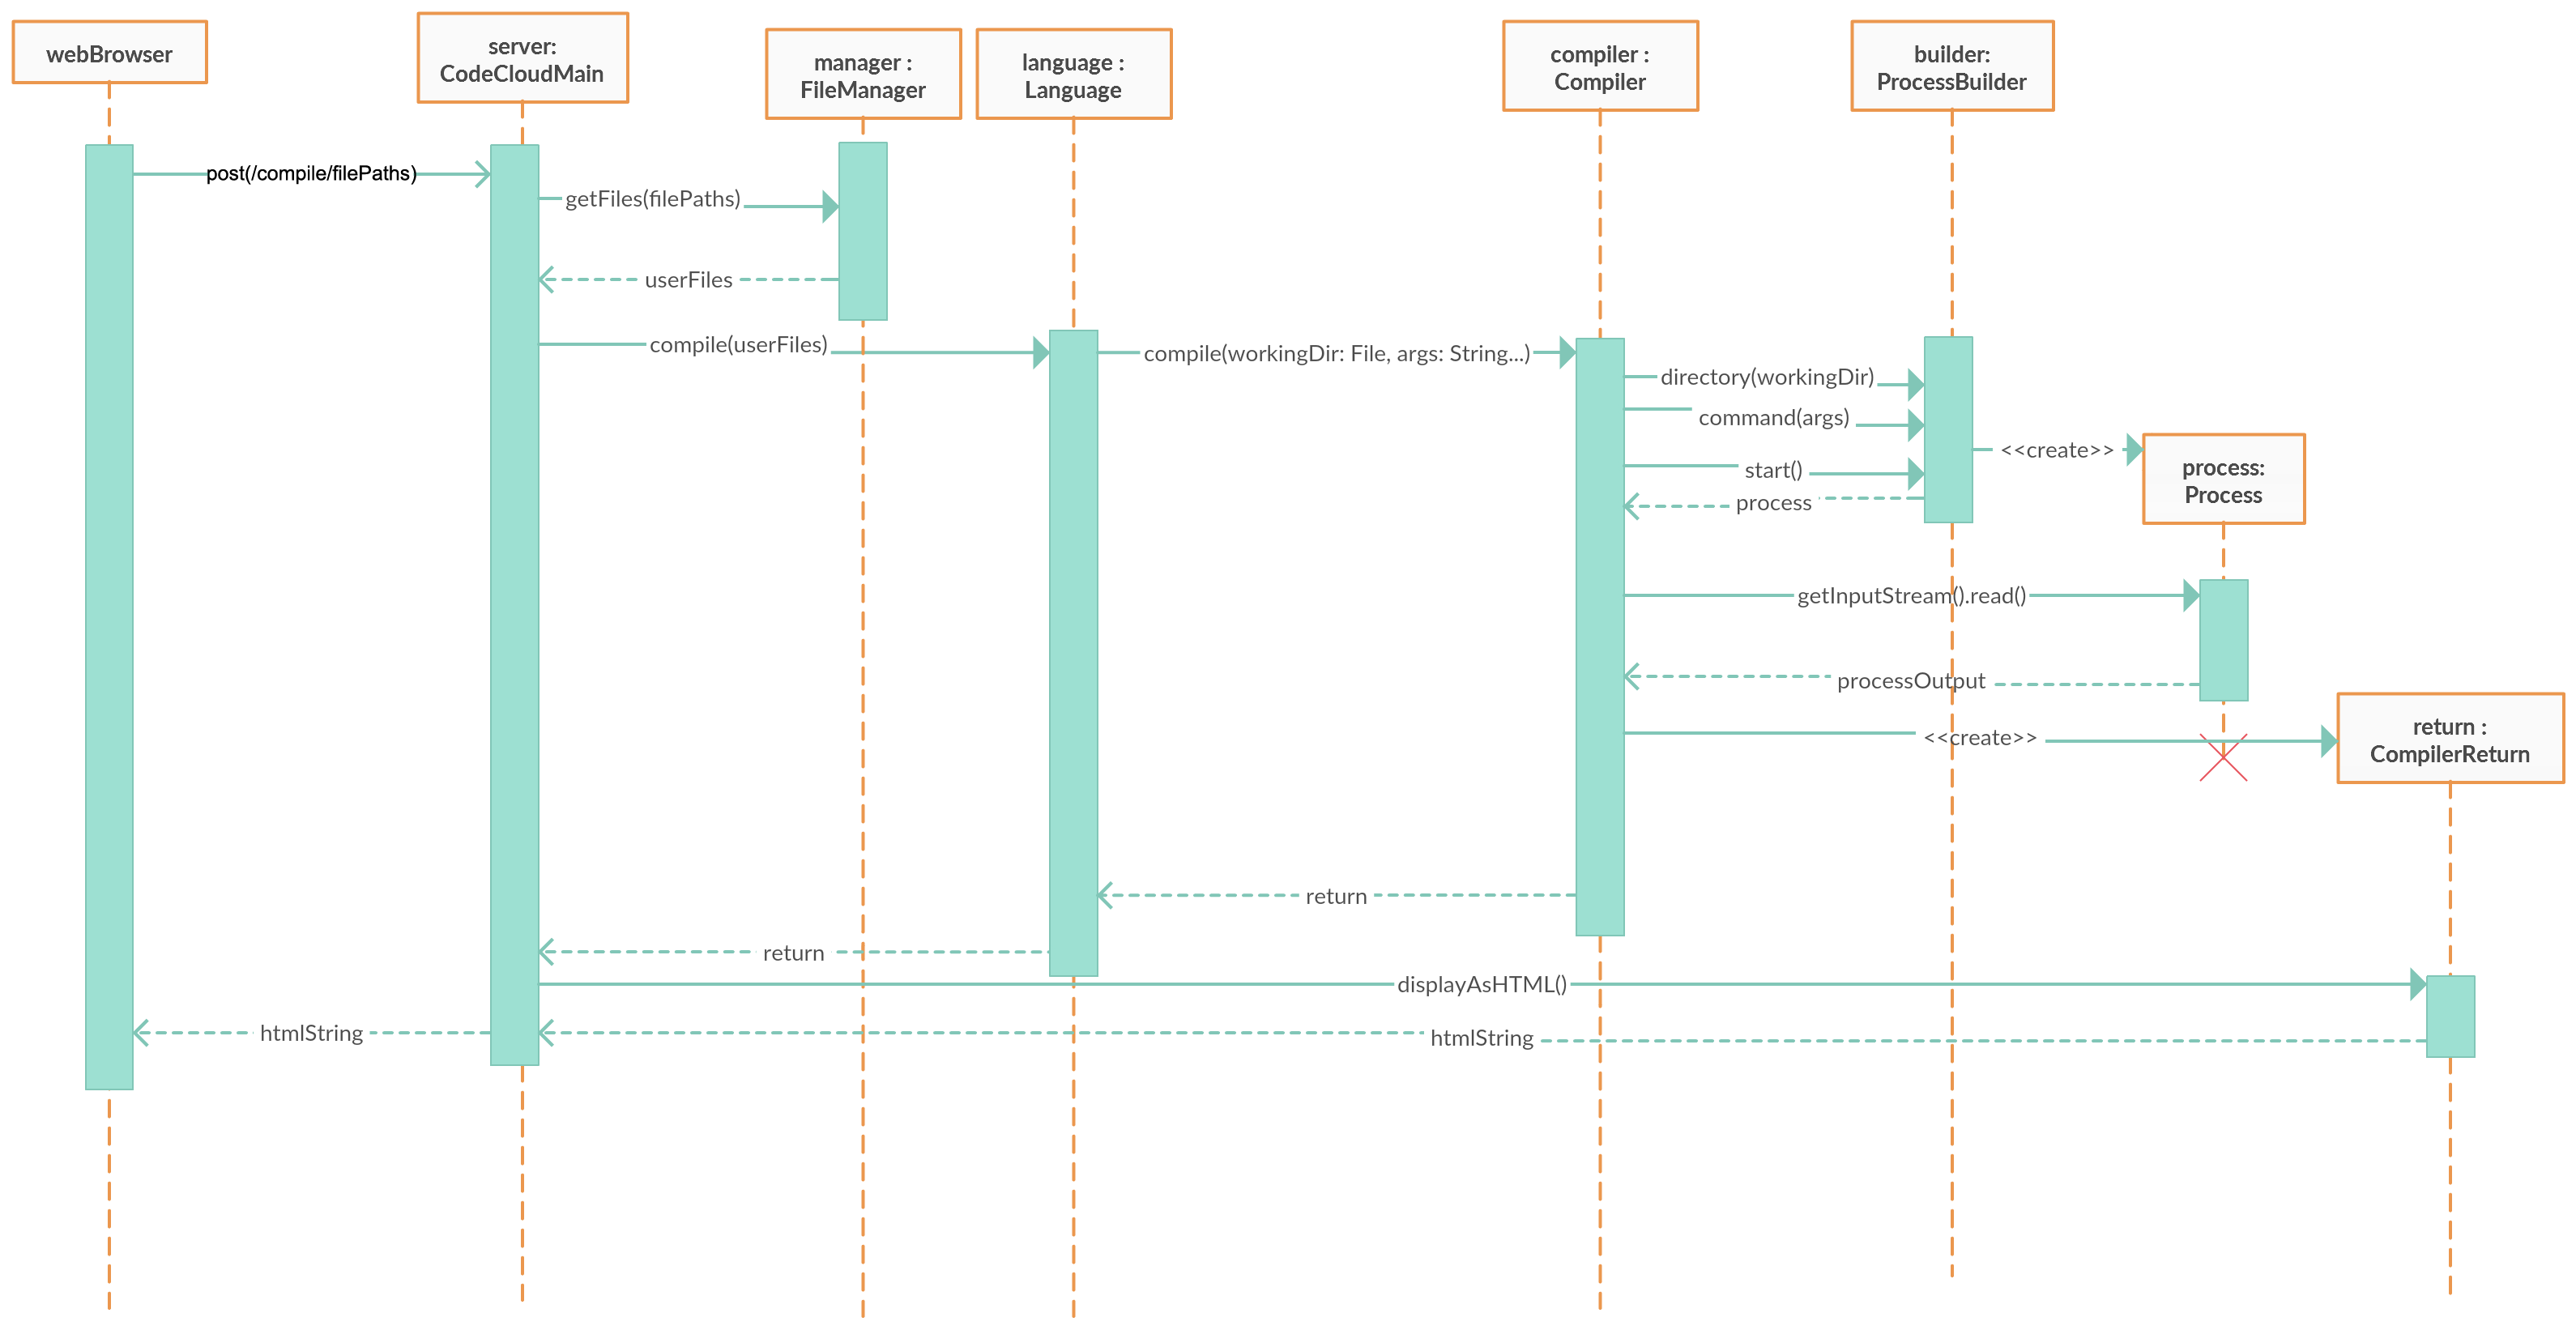 webBrowser
server:
CodeCloudMain
manager :
FileManager
language :
Language
compiler :
Compiler
builder:
ProcessBuilder
post(/compile/filePaths)
getFiles(filePaths)
userFiles
compile(userFiles)
compile(workingDir: File, args: String...)
directory(workingDir)
command(args)
<<create>>
process:
Process
start()
process
getInputStream().read()
processOutput
<<create>>
return :
CompilerReturn
return
return
displayAsHTML()
htmlString
htmlString